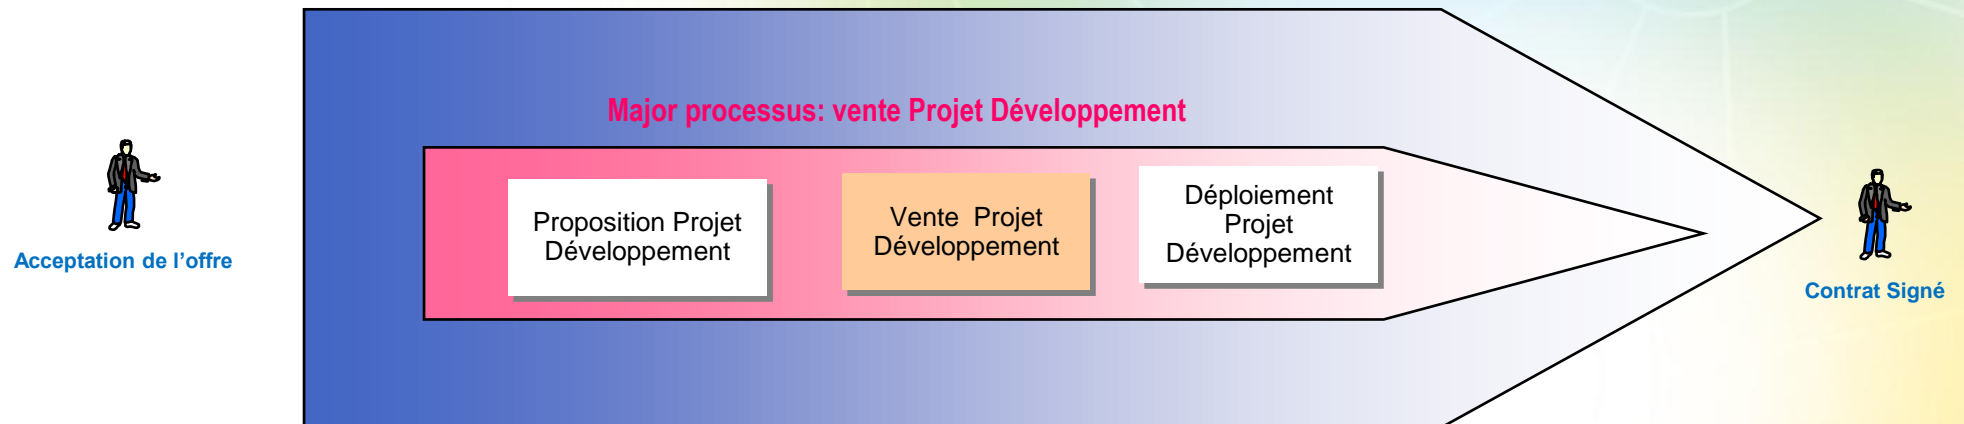 Major processus: vente Projet Développement
Acceptation de l’offre
Proposition Projet
Développement
Vente  Projet
Développement
Déploiement
Projet
Développement
Contrat Signé